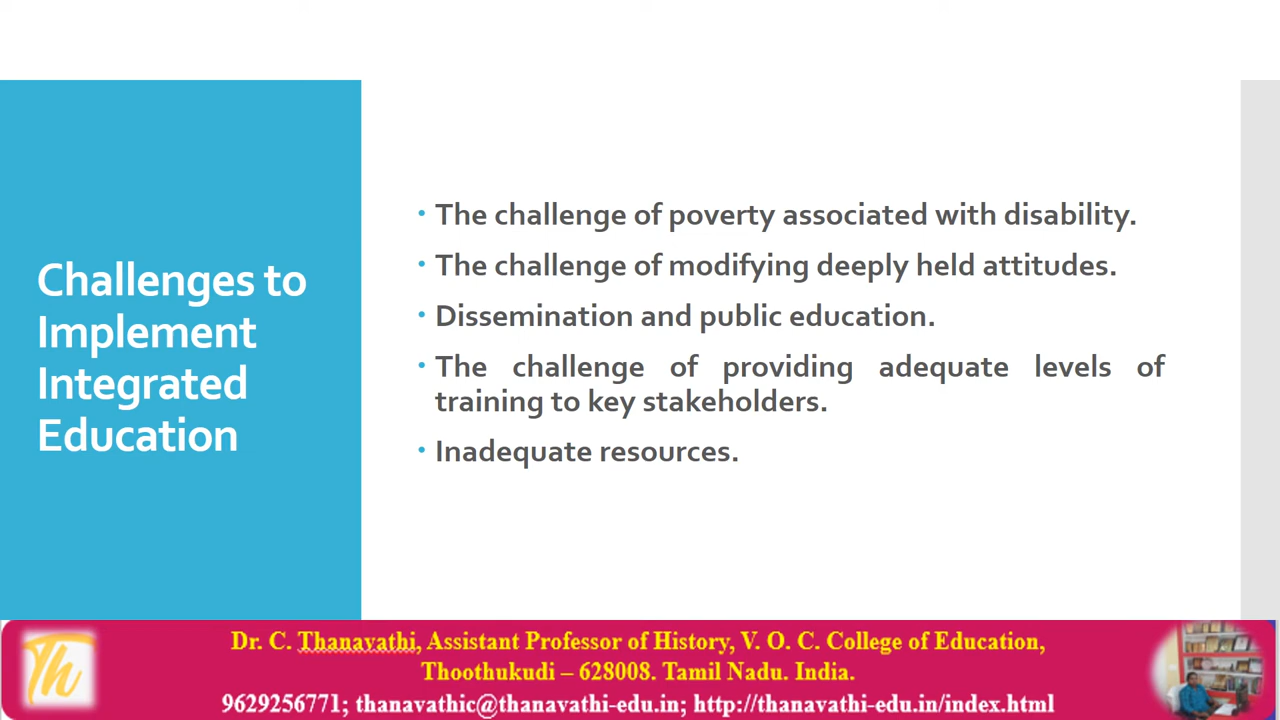 Challenges to
Implement
Integrated
Education
• The challenge of poverty associated with disability.
• The challenge of modifying deeply held attitudes.
• Dissemination and public education.
• The challenge of providing adequate levels of
training to key stakeholders.
• Inadequate resources.
Th
Dr. C. Thanavathi, Assistant Professor of History, V. O. C. College of Education,
Thoothukudi – 628008. Tamil Nadu. India.
9629256771; thanavathic@thanavathi-edu.in; http://thanavathi-edu.in/index.html